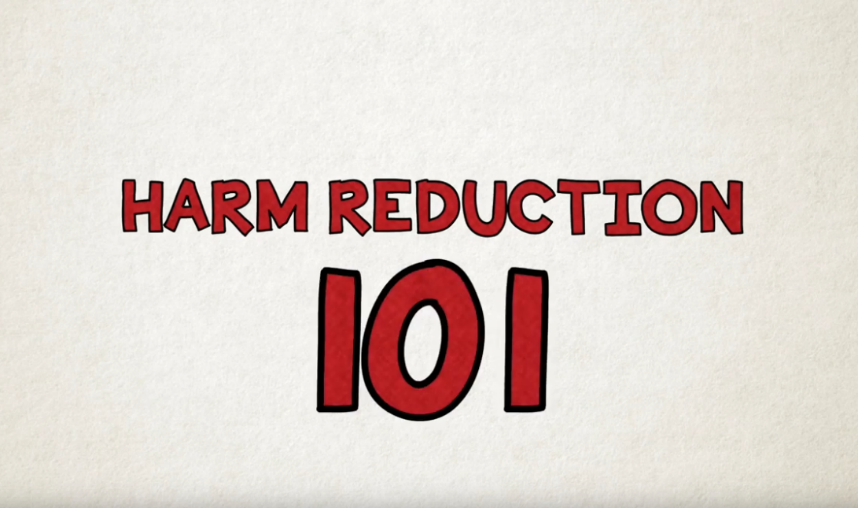 HARM REDUCTION
101